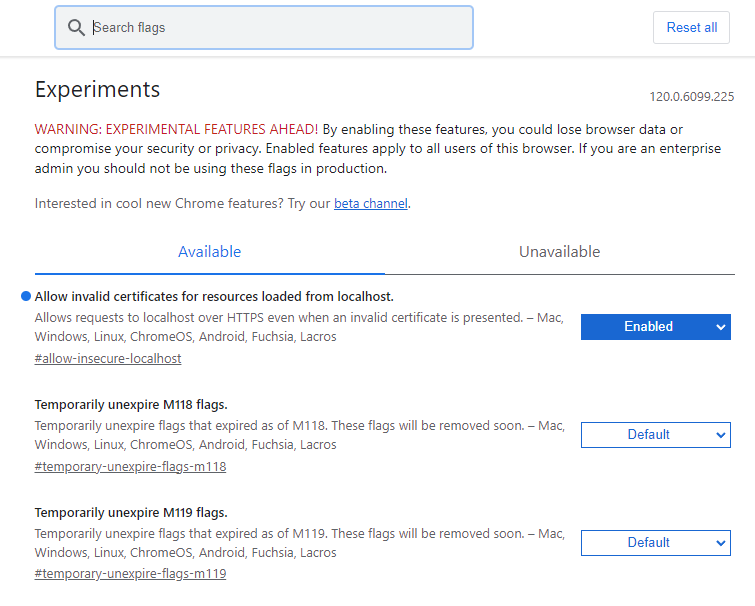 Search flags
Reset all
Experiments
120.0.6099.225
WARNING: EXPERIMENTAL FEATURES AHEAD! By enabling these features, you could lose browser data or
compromise your security or privacy. Enabled features apply to all users of this browser. If you are an enterprise
admin you should not be using these flags in production.
Interested in cool new Chrome features? Try our beta channel.
Available
Unavailable
Allow invalid certificates for resources loaded from localhost.
Allows requests to localhost over HTTPS even when an invalid certificate is presented. – Mac,
Windows, Linux, ChromeOS, Android, Fuchsia, Lacros
#allow-insecure-localhost
Enabled
Temporarily unexpire M118 flags.
Temporarily unexpire flags that expired as of M118. These flags will be removed soon. – Mac,
Windows, Linux, ChromeOS, Android, Fuchsia, Lacros
#temporary-unexpire-flags-m118
Default
Temporarily unexpire M119 flags.
Temporarily unexpire flags that expired as of M119. These flags will be removed soon. – Mac,
Windows, Linux, ChromeOS, Android, Fuchsia, Lacros
#temporary-unexpire-flags-m119
Default